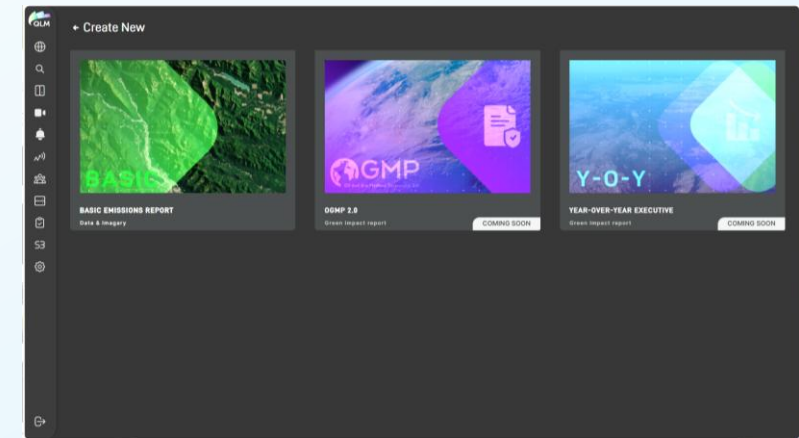 QLM
← Create New
BASIC
GMP
Y-O-Y
BASIC EMISSIONS REPORT
Data & Imagery
OGMP 2.0
Green impact report
COMING SOON
YEAR-OVER-YEAR EXECUTIVE
Green impact report
COMING SOON
S3